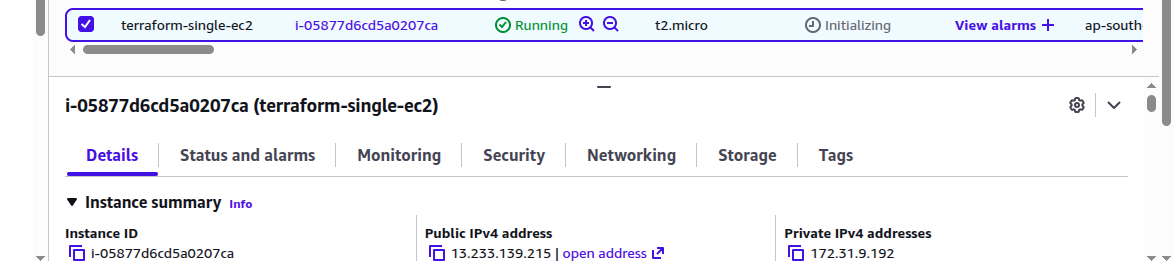 terraform-single-ec2 i-05877d6cd5a0207ca Running t2.micro Initializing View alarms + ap-south-
i-05877d6cd5a0207ca (terraform-single-ec2)
Details Status and alarms Monitoring Security Networking Storage Tags
Instance summary Info
Instance ID Public IPv4 address Private IPv4 addresses
i-05877d6cd5a0207ca 13.233.139.215 | open address 172.31.9.192